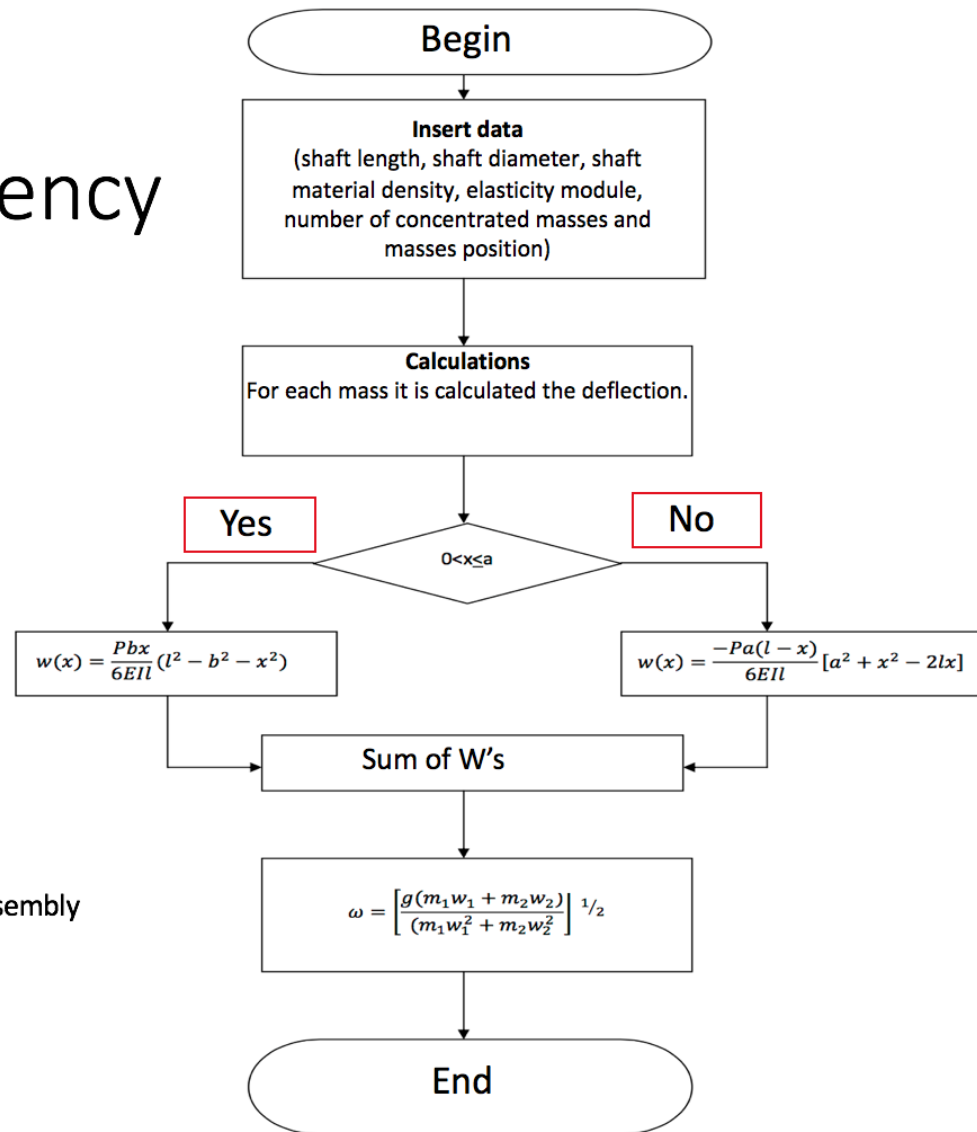 Begin
ency
Insert data
(shaft length, shaft diameter, shaft
material density, elasticity module,
number of concentrated masses and
masses position)
Calculations
For each mass it is calculated the deflection.
Yes
No
0<x≤a
w(x) = Pbx/6EIl (l² − b² − x²)
w(x) = −Pa(l − x)/6EIl [a² + x² − 2lx]
Sum of W's
sembly
ω = [g(m₁w₁ + m₂w₂)/(m₁w₁² + m₂w₂²] 1/2
End